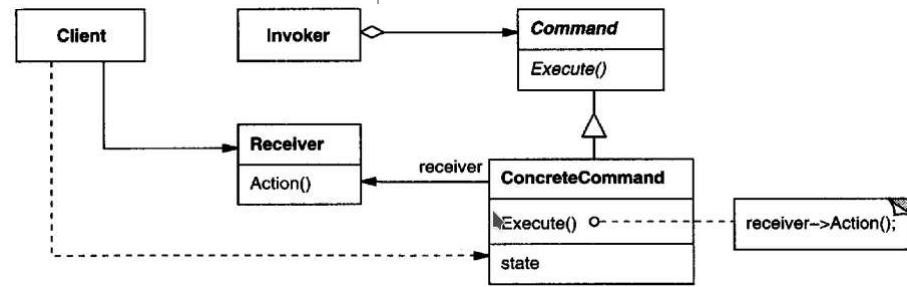 Client
Invoker
Command
Execute()
Receiver
Action()
receiver
ConcreteCommand
Execute()
receiver->Action();
state